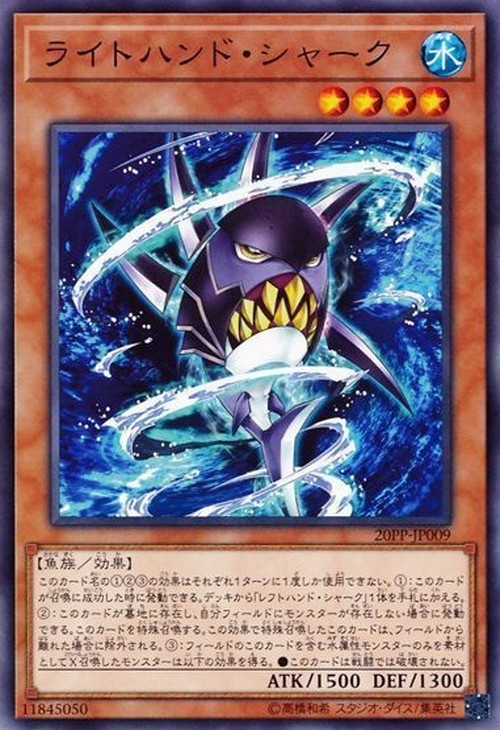 ライトハンド・シャーク
水
20PP-JP009
【魚族／効果】
このカード名の①②③の効果はそれぞれ1ターンに1度しか使用できない。①：このカード
が召喚に成功した時に発動できる。デッキから「レフトハンド・シャーク」1体を手札に加える。
②：このカードが墓地に存在し、自分フィールドにモンスターが存在しない場合に発動
できる。このカードを特殊召喚する。この効果で特殊召喚したこのカードは、フィールドから
離れた場合に除外される。③：フィールドのこのカードを含む水属性モンスターのみを素材
としてX召喚したモンスターは以下の効果を得る。●このカードは戦闘では破壊されない。
ATK/1500 DEF/1300
11845050 ©高橋和希 スタジオ・ダイス/集英社